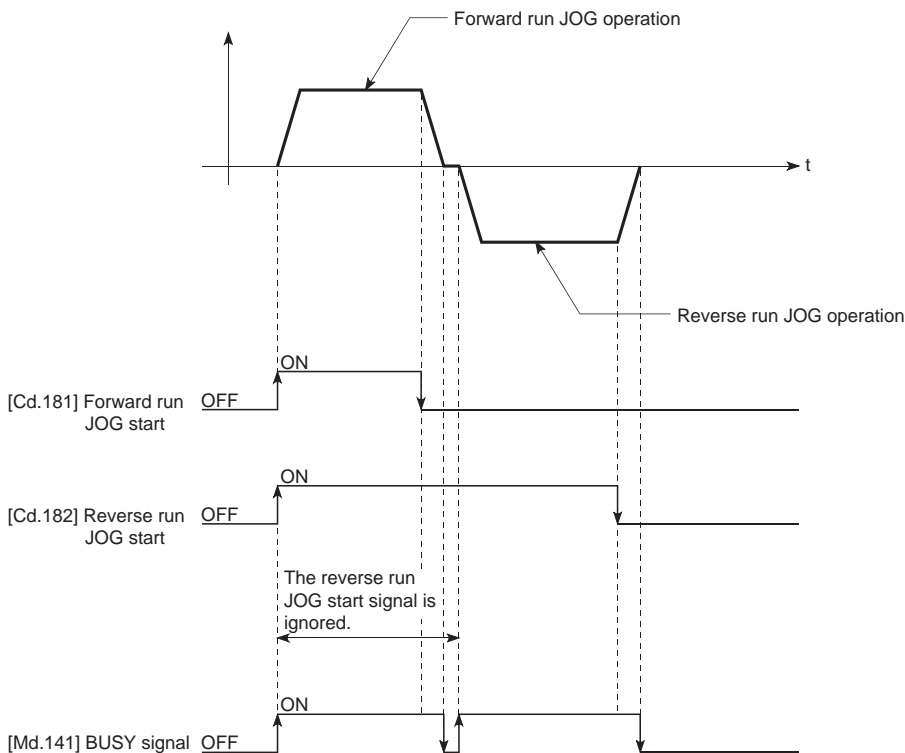 Forward run JOG operation
t
Reverse run JOG operation
ON
[Cd.181] Forward run OFF
JOG start
ON
[Cd.182] Reverse run OFF
JOG start
The reverse run
JOG start signal is
ignored.
ON
[Md.141] BUSY signal OFF